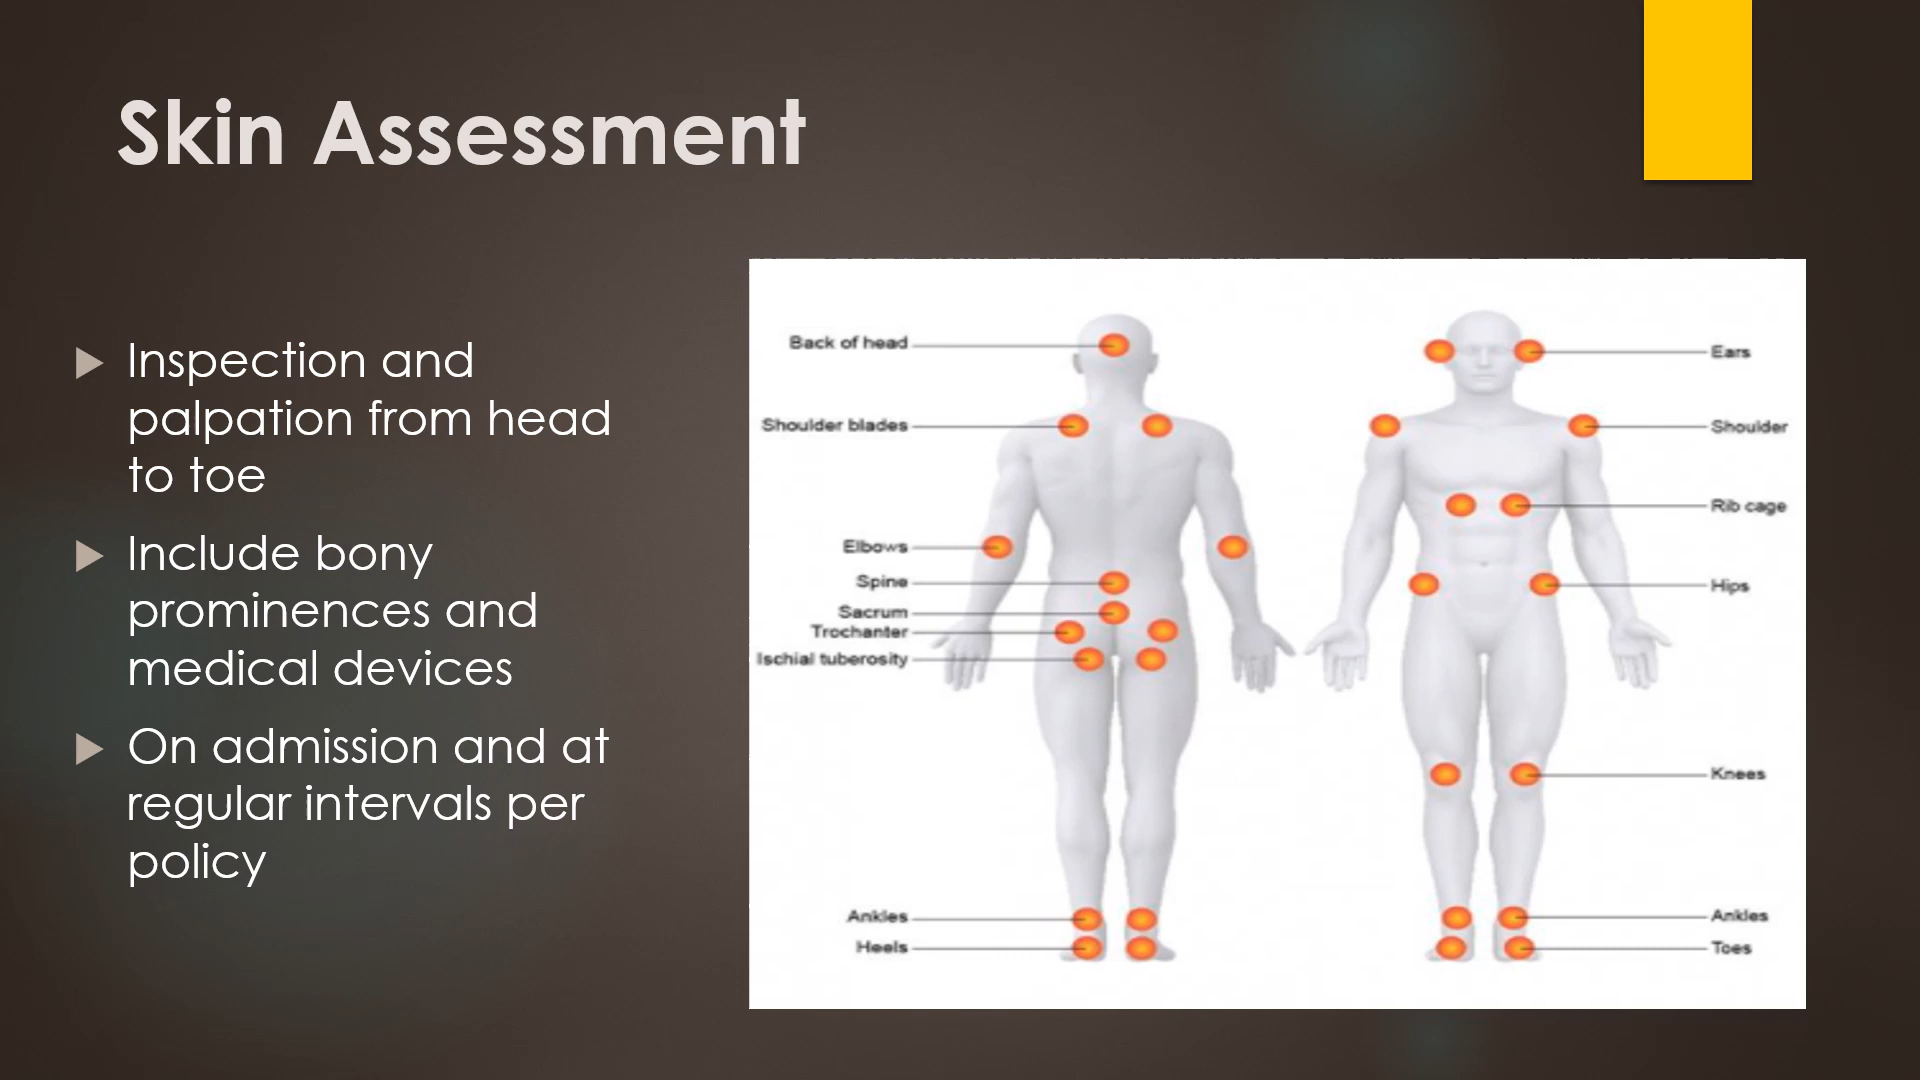 Skin Assessment
Inspection and
palpation from head
to toe
Include bony
prominences and
medical devices
On admission and at
regular intervals per
policy
Back of head
Shoulder blades
Elbows
Spine
Sacrum
Trochanter
Ischial tuberosity
Ankles
Heels
Ears
Shoulder
Rib cage
Hips
Knees
Ankles
Toes